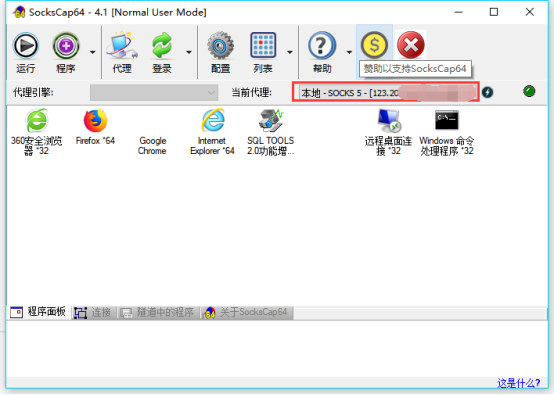 SocksCap64 - 4.1 [Normal User Mode]
运行 程序 代理 登录 配置 列表 帮助
赞助以支持SocksCap64
代理引擎: 当前代理: 本地 - SOCKS 5 - [123.20
360安全浏览器 *32
Firefox *64
Google Chrome
Internet Explorer *64
SQL TOOLS 2.0功能增...
远程桌面连接 *32
Windows 命令处理程序 *32
C:\_
程序面板 连接 隧道中的程序 关于SocksCap64
这是什么?